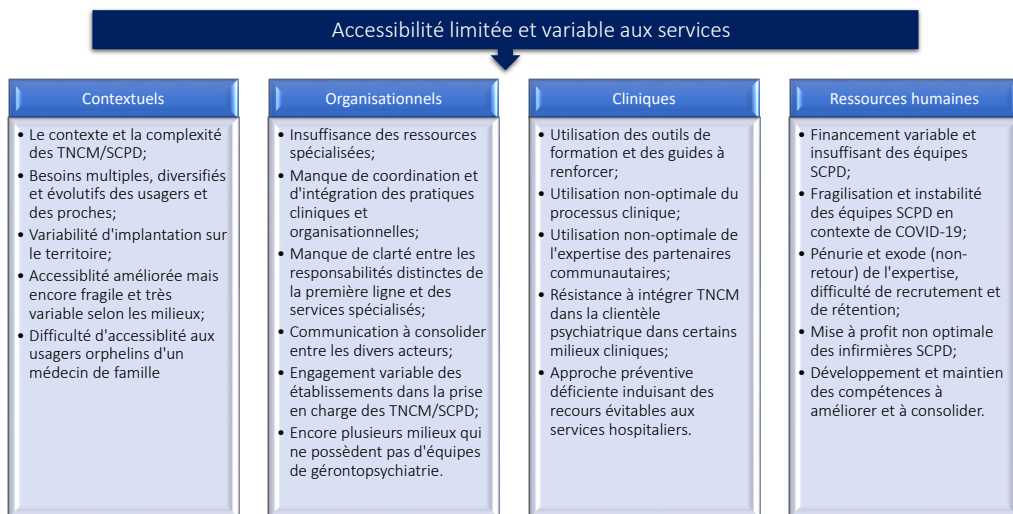 Accessibilité limitée et variable aux services
Contextuels
• Le contexte et la complexité
des TNCM/SCPD;
• Besoins multiples, diversifiés
et évolutifs des usagers et
des proches;
• Variabilité d'implantation sur
le territoire;
• Accessiblité améliorée mais
encore fragile et très
variable selon les milieux;
• Difficulté d'accessiblité aux
usagers orphelins d'un
médecin de famille
Organisationnels
• Insuffisance des ressources
spécialisées;
• Manque de coordination et
d'intégration des pratiques
cliniques et
organisationnelles;
• Manque de clarté entre les
responsabilités distinctes de
la première ligne et des
services spécialisés;
• Communication à consolider
entre les divers acteurs;
• Engagement variable des
établissements dans la prise
en charge des TNCM/SCPD;
• Encore plusieurs milieux qui
ne possèdent pas d'équipes
de gérontopsychiatrie.
Cliniques
• Utilisation des outils de
formation et des guides à
renforcer;
• Utilisation non-optimale du
processus clinique;
• Utilisation non-optimale de
l'expertise des partenaires
communautaires;
• Résistance à intégrer TNCM
dans la clientèle
psychiatrique dans certains
milieux cliniques;
• Approche préventive
déficiente induisant des
recours évitables aux
services hospitaliers.
Ressources humaines
• Financement variable et
insuffisant des équipes
SCPD;
• Fragilisation et instabilité
des équipes SCPD en
contexte de COVID-19;
• Pénurie et exode (non-
retour) de l'expertise,
difficulté de recrutement et
de rétention;
• Mise à profit non optimale
des infirmières SCPD;
• Développement et maintien
des compétences à
améliorer et à consolider.